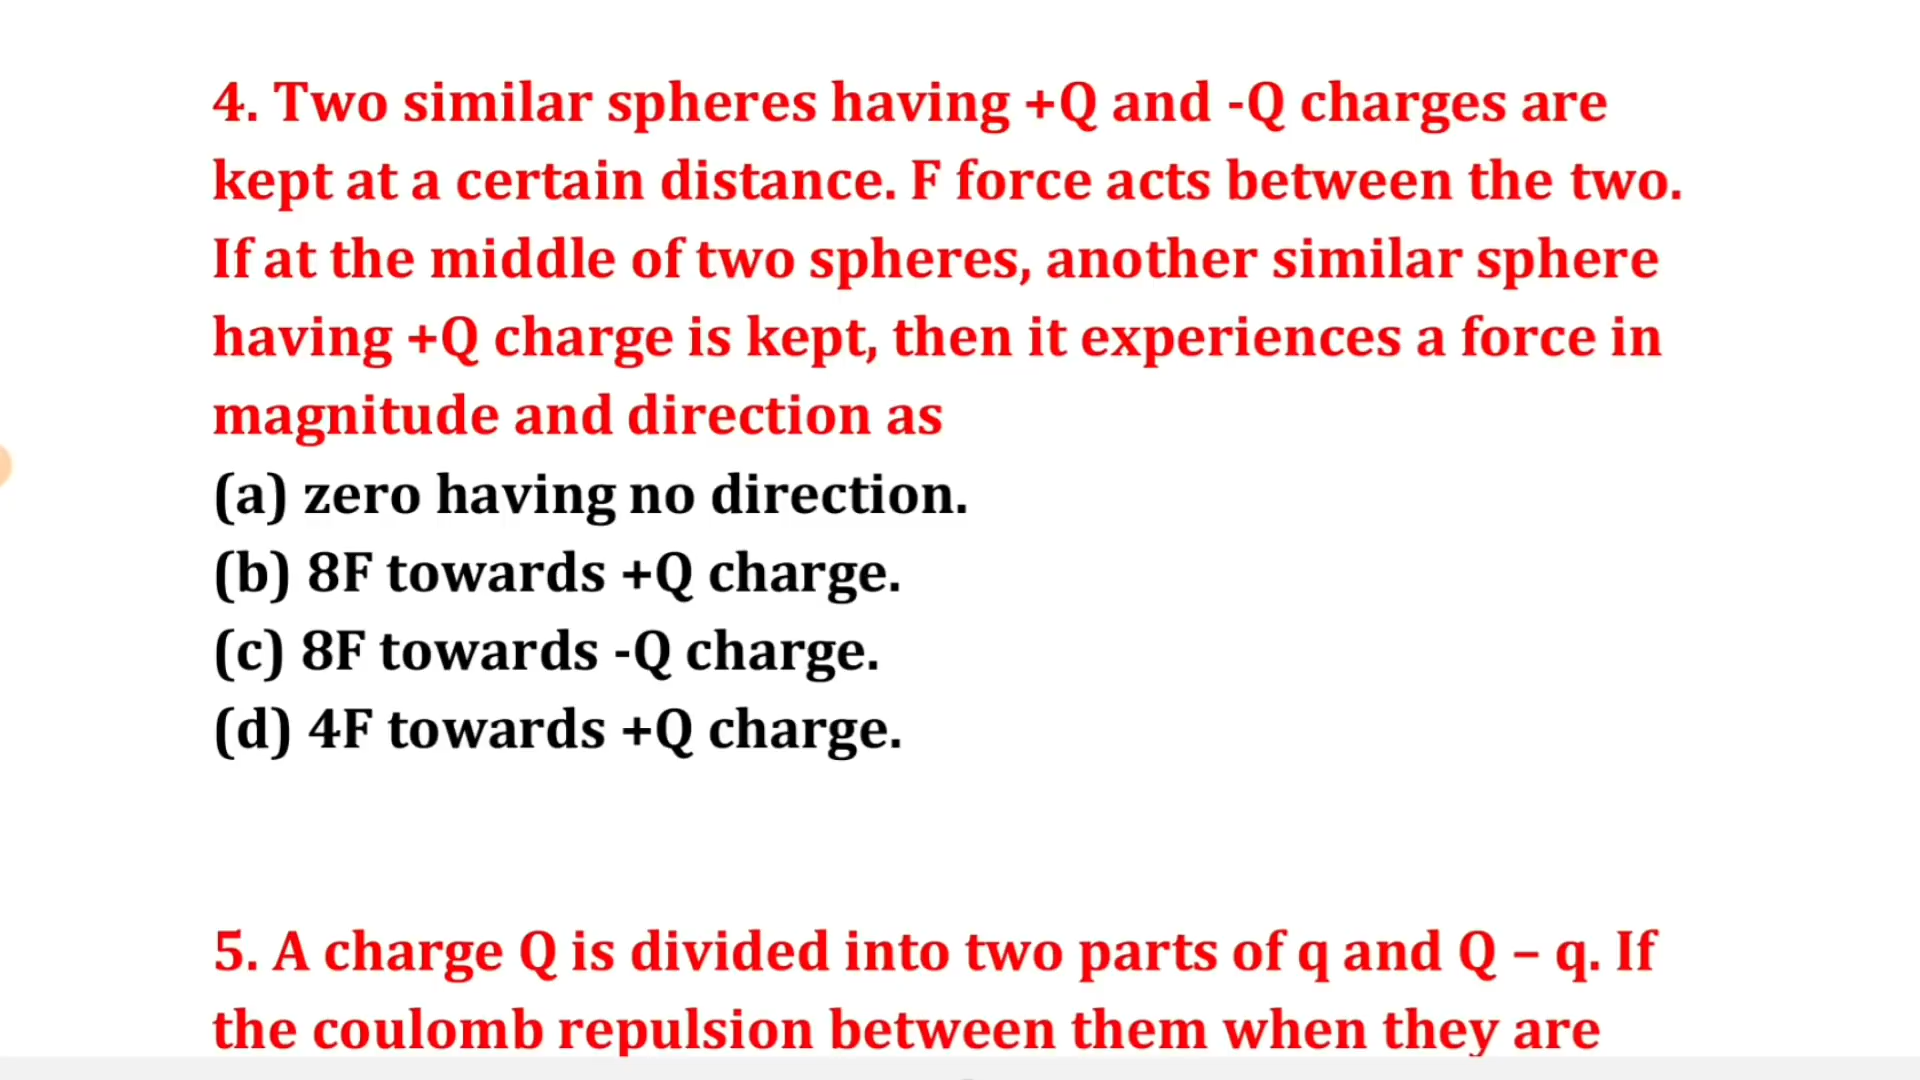 4. Two similar spheres having +Q and -Q charges are
kept at a certain distance. F force acts between the two.
If at the middle of two spheres, another similar sphere
having +Q charge is kept, then it experiences a force in
magnitude and direction as
(a) zero having no direction.
(b) 8F towards +Q charge.
(c) 8F towards -Q charge.
(d) 4F towards +Q charge.
5. A charge Q is divided into two parts of q and Q – q. If
the coulomb repulsion between them when they are